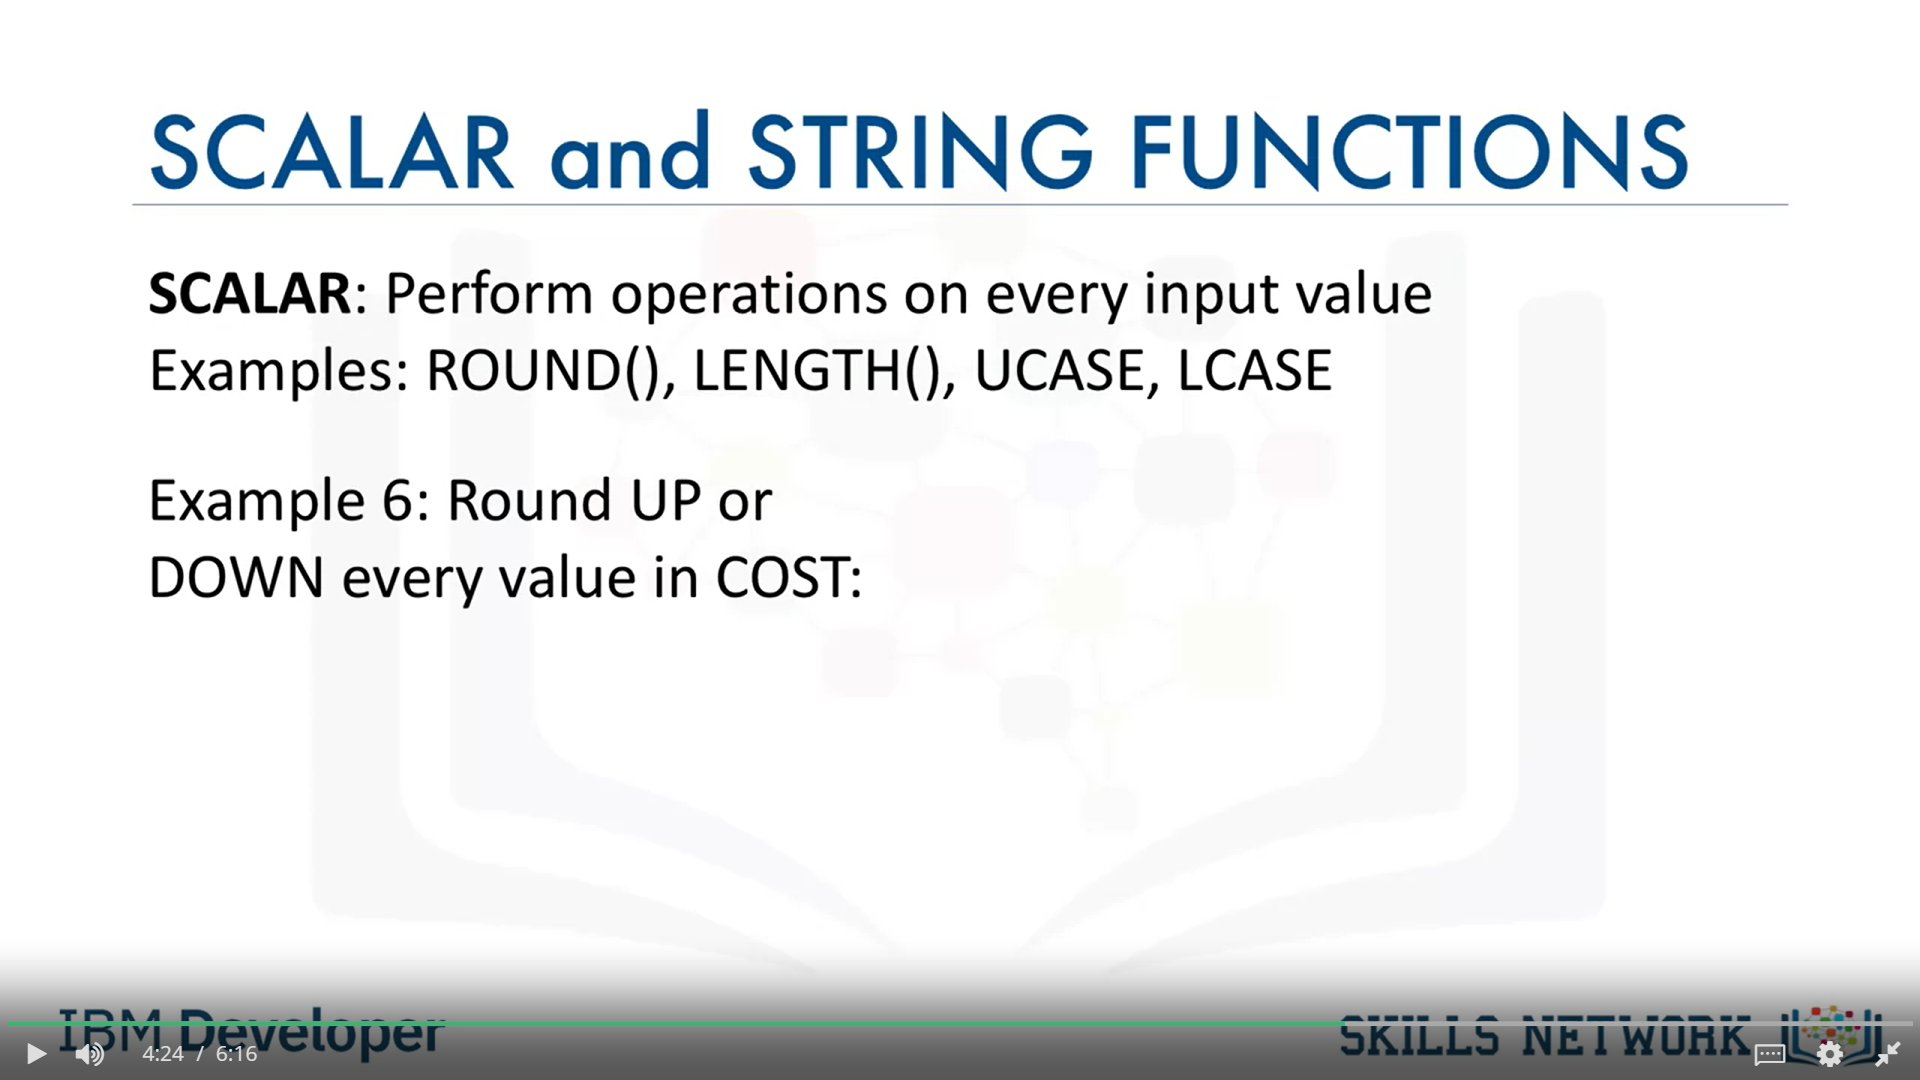 SCALAR and STRING FUNCTIONS
SCALAR: Perform operations on every input value
Examples: ROUND(), LENGTH(), UCASE, LCASE
Example 6: Round UP or
DOWN every value in COST:
IBM Developer
SKILLS NETWORK
4:24 / 6:16